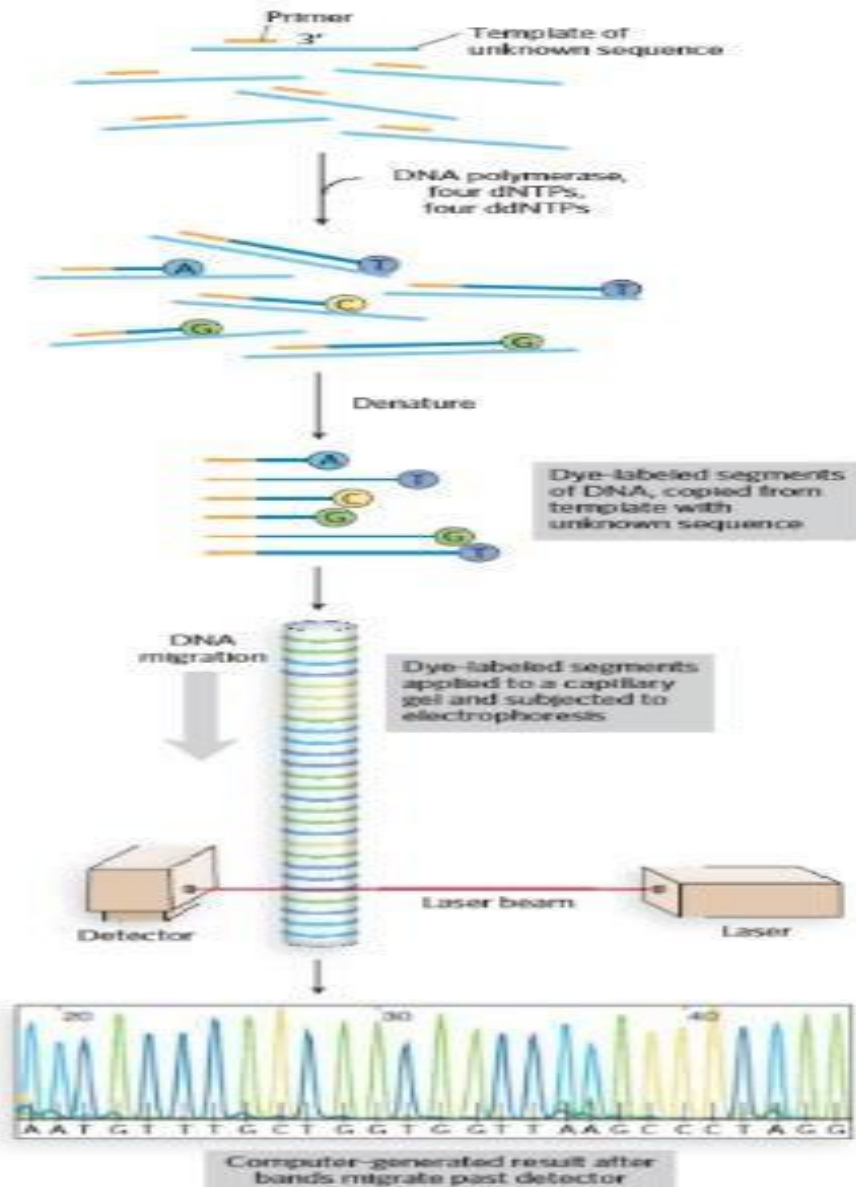 Primer
3'
Template of
unknown sequence
DNA polymerase,
four dNTPs,
four ddNTPs
T
A
T
C
G
G
Denature
A
T
C
G
G
T
Dye-labeled segments
of DNA, copied from
template with
unknown sequence
DNA
migration
Dye-labeled segments
applied to a capillary
gel and subjected to
electrophoresis
Laser beam
Detector
Laser
20 30 40
A A T G T T T G C T G G T G G T T A A G C C C T A G G
Computer-generated result after
bands migrate past detector